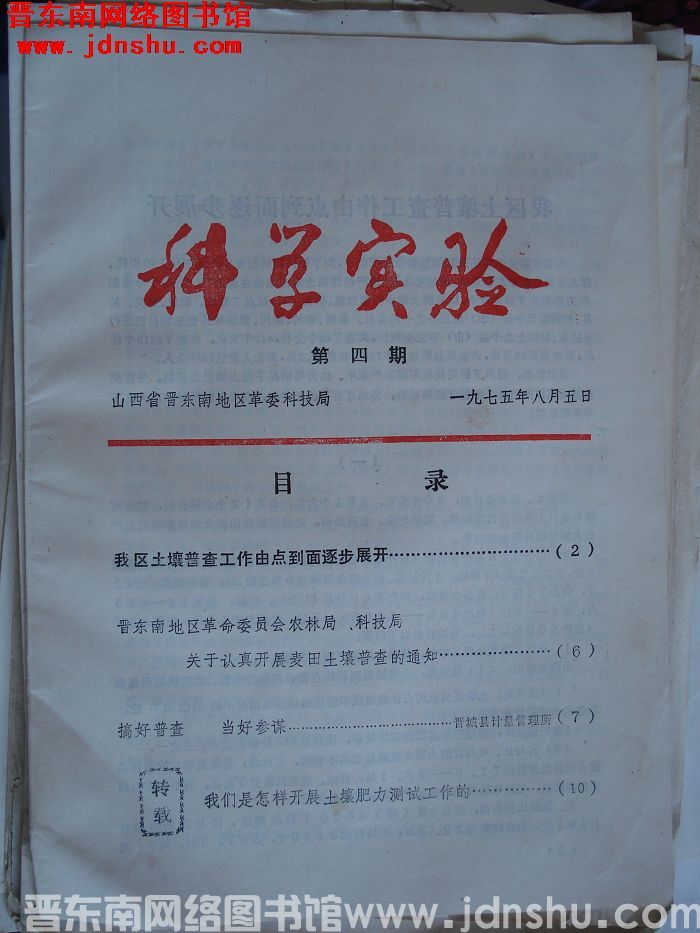 晋东南网络图书馆
www.jdnshu.com
科学实验
第四期
山西省晋东南地区革委科技局 一九七五年八月五日
目 录
我区土壤普查工作由点到面逐步展开……………………………(2)
晋东南地区革命委员会农林局、科技局
关于认真开展麦田土壤普查的通知…………………(6)
搞好普查 当好参谋……………………………晋城县计量管理所(7)
转载
我们是怎样开展土壤肥力测试工作的……………(10)
晋东南网络图书馆www.jdnshu.com